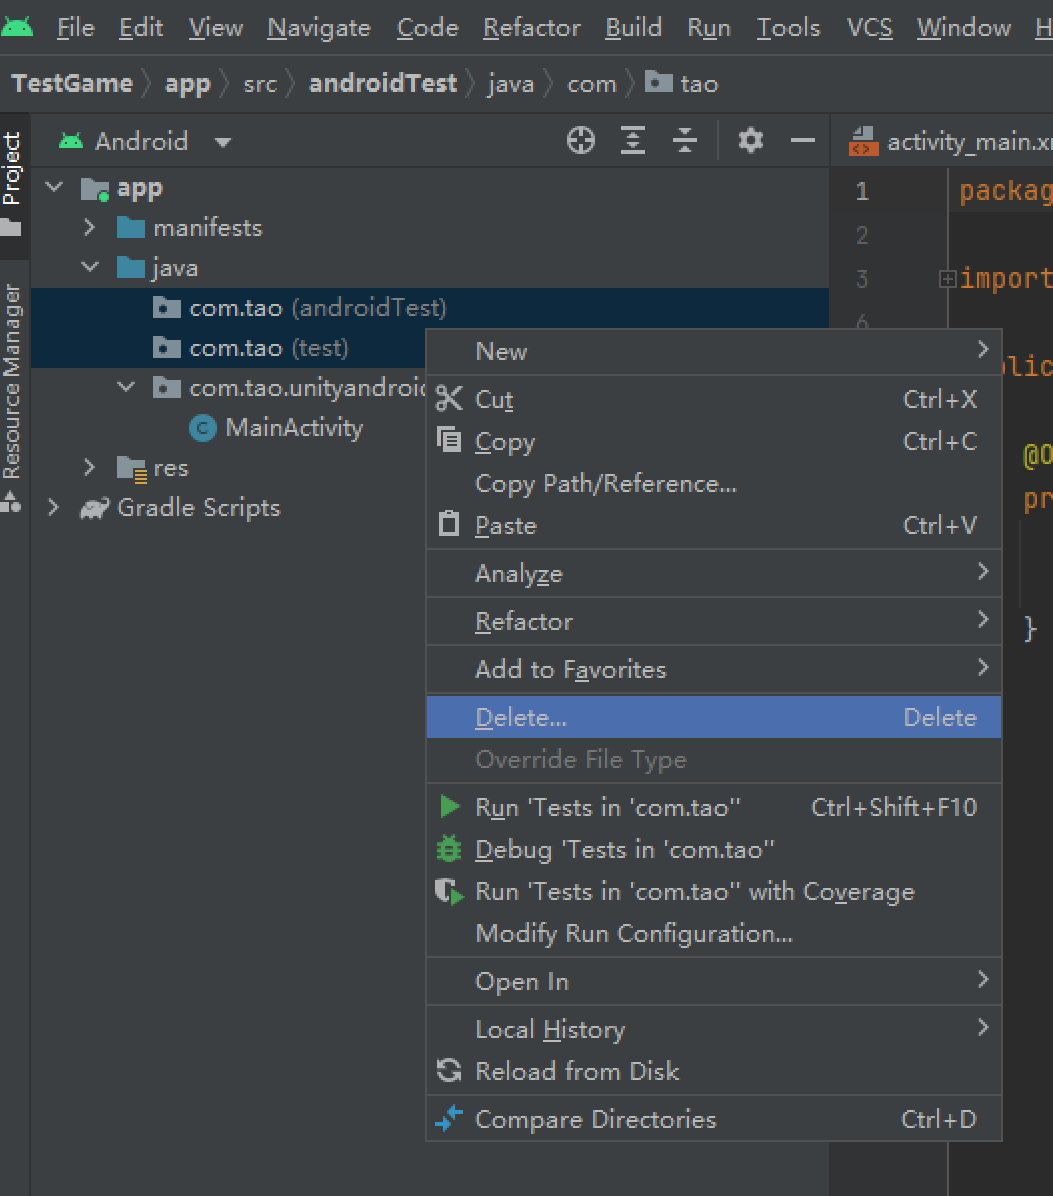 File Edit View Navigate Code Refactor Build Run Tools VCS Window H
TestGame app src androidTest java com tao
Project
Resource Manager
Android
activity_main.x
app
manifests
java
com.tao (androidTest)
com.tao (test)
com.tao.unityandroid
MainActivity
res
Gradle Scripts
1 packag
2
3 import
6
lic
@O
pr
}
New
Cut Ctrl+X
Copy Ctrl+C
Copy Path/Reference...
Paste Ctrl+V
Analyze
Refactor
Add to Favorites
Delete... Delete
Override File Type
Run 'Tests in 'com.tao'' Ctrl+Shift+F10
Debug 'Tests in 'com.tao''
Run 'Tests in 'com.tao'' with Coverage
Modify Run Configuration...
Open In
Local History
Reload from Disk
Compare Directories Ctrl+D